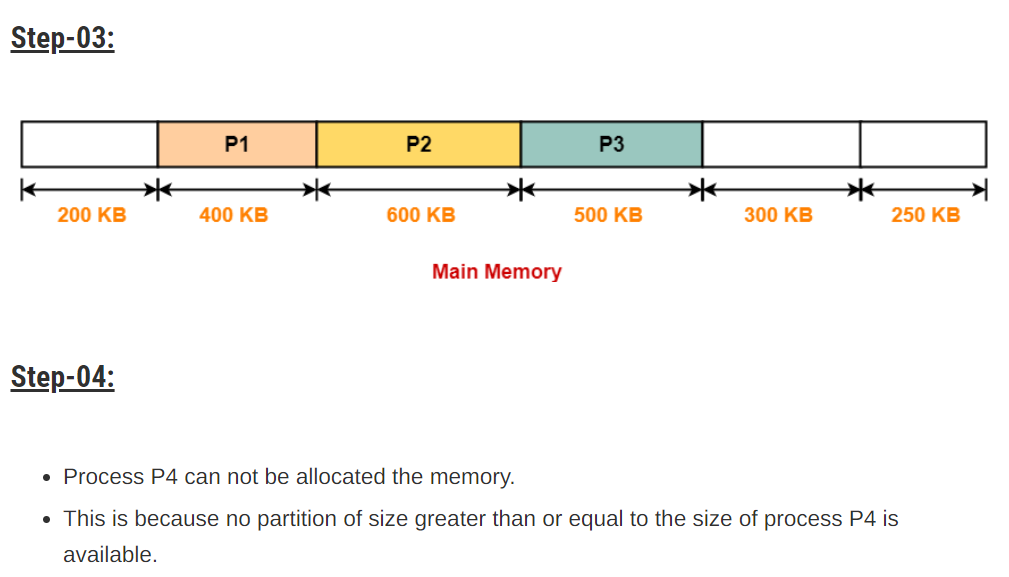 Step-03:
P1 P2 P3
200 KB 400 KB 600 KB 500 KB 300 KB 250 KB
Main Memory
Step-04:
• Process P4 can not be allocated the memory.
• This is because no partition of size greater than or equal to the size of process P4 is
available.